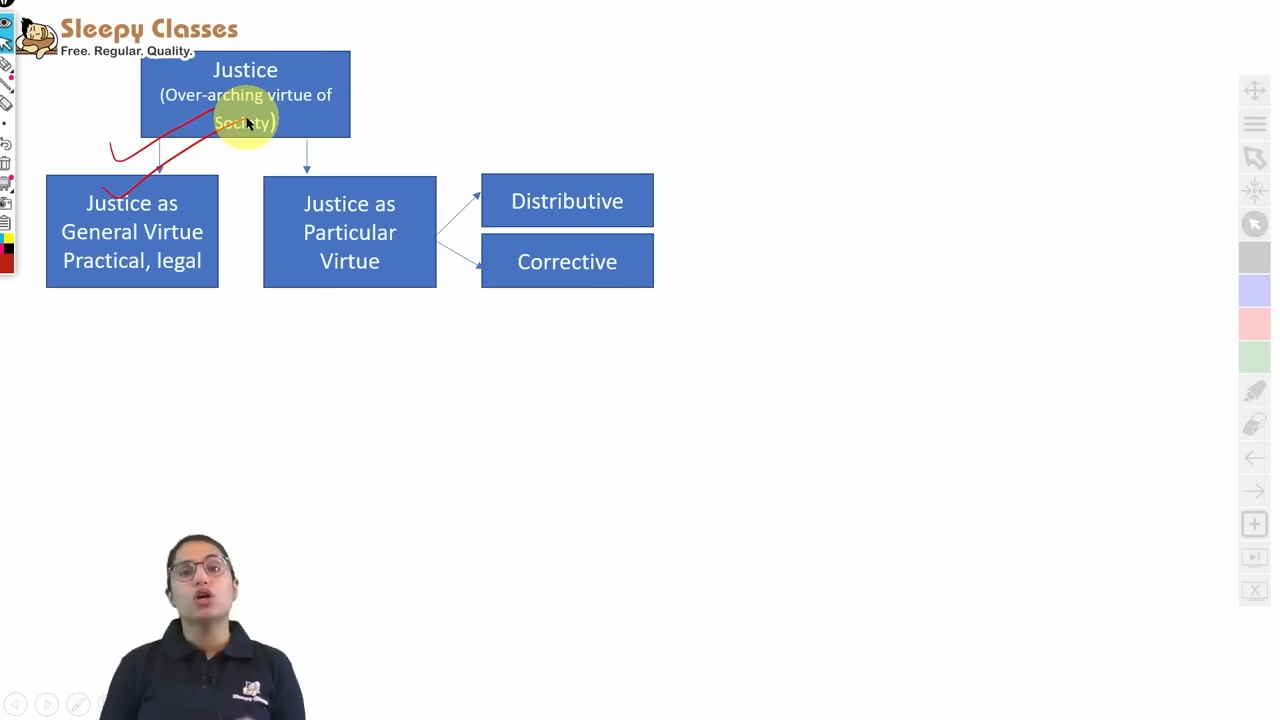 Sleepy Classes
Free. Regular. Quality.
Justice
(Over-arching virtue of
Society)
Justice as
General Virtue
Practical, legal
Justice as
Particular
Virtue
Distributive
Corrective